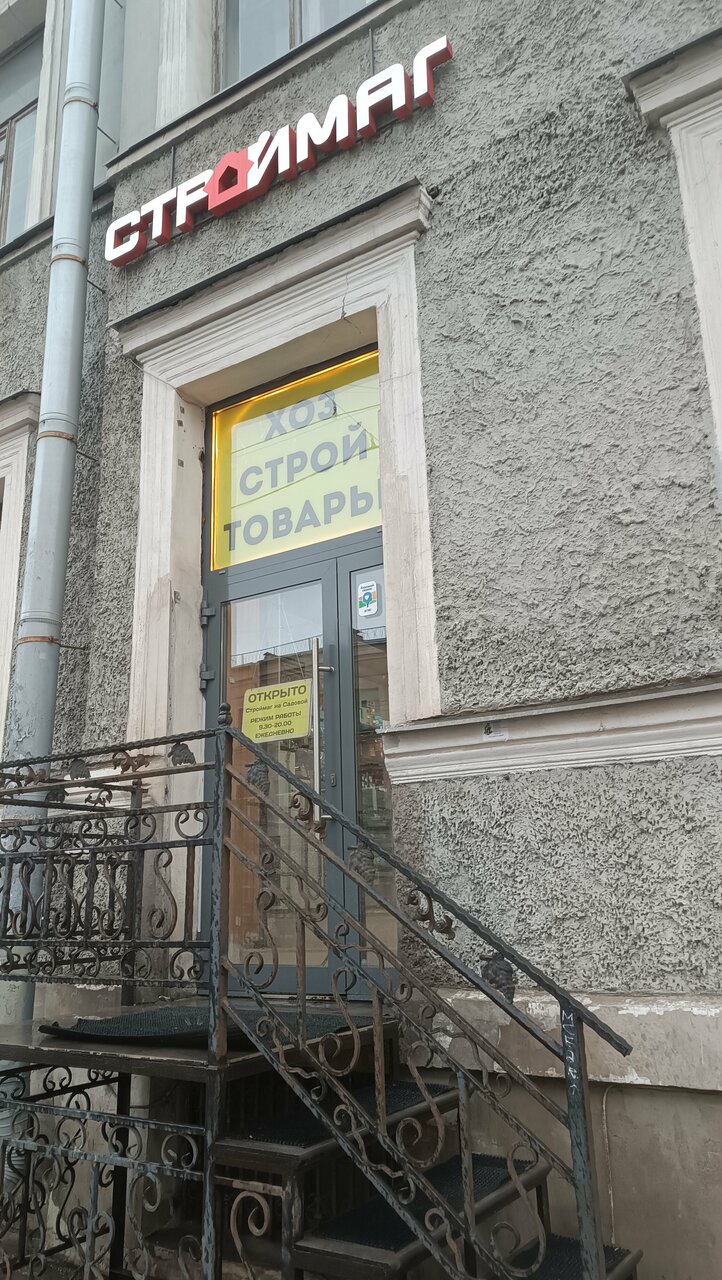 СТРОЙМАГ
ХОЗ
СТРОЙ
ТОВАРЫ
ОТКРЫТО
Строймаг на Садовой
РЕЖИМ РАБОТЫ
9.30-20.00
ЕЖЕДНЕВНО